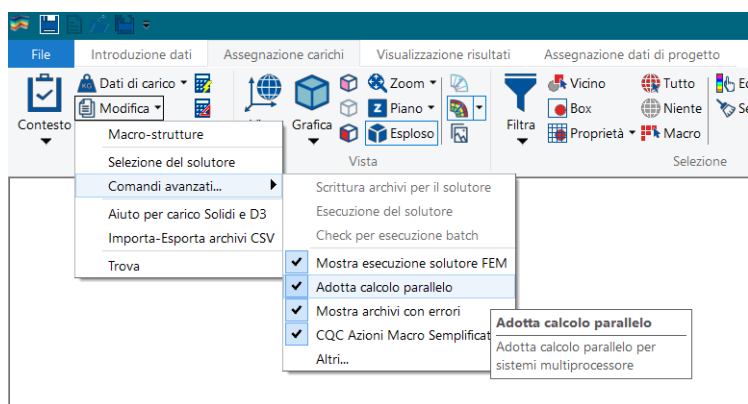 File Introduzione dati Assegnazione carichi Visualizzazione risultati Assegnazione dati di progetto
Dati di carico
Modifica
Contesto
Grafica
Zoom
Piano
Esploso
Vista
Filtra
Vicino
Box
Proprietà
Tutto
Niente
Macro
Selezione
Macro-strutture
Selezione del solutore
Comandi avanzati...
Aiuto per carico Solidi e D3
Importa-Esporta archivi CSV
Trova
Scrittura archivi per il solutore
Esecuzione del solutore
Check per esecuzione batch
Mostra esecuzione solutore FEM
Adotta calcolo parallelo
Mostra archivi con errori
CQC Azioni Macro Semplificat
Altri...
Adotta calcolo parallelo
Adotta calcolo parallelo per
sistemi multiprocessore